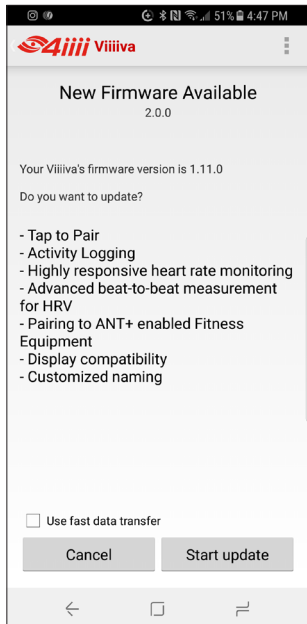 51% 4:47 PM
4iiii Viiiiva
New Firmware Available
2.0.0
Your Viiiiva's firmware version is 1.11.0
Do you want to update?
- Tap to Pair
- Activity Logging
- Highly responsive heart rate monitoring
- Advanced beat-to-beat measurement
for HRV
- Pairing to ANT+ enabled Fitness
Equipment
- Display compatibility
- Customized naming
Use fast data transfer
Cancel Start update